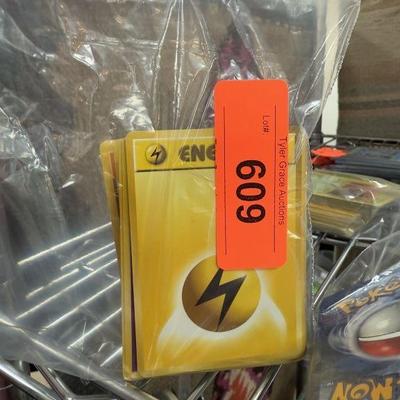 ENE
Lot#:
609
Tyler Grace Auctions
POKé
NOW